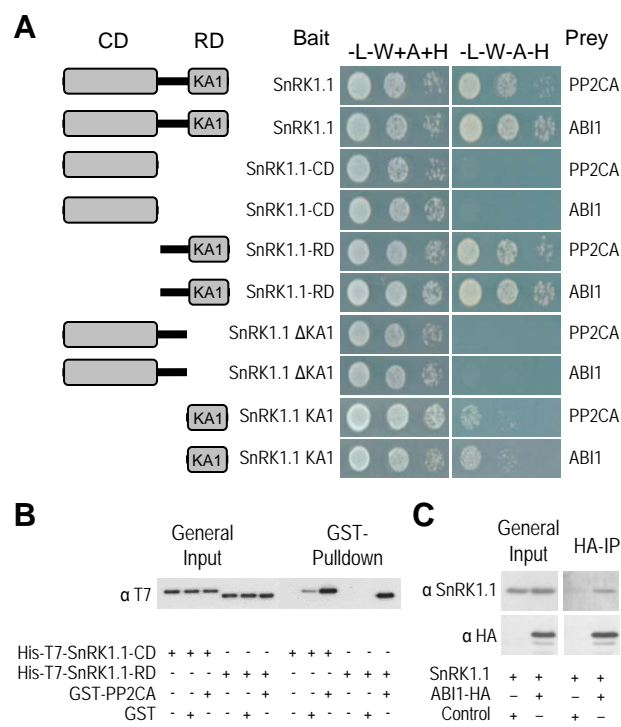 A
CD RD Bait -L-W+A+H -L-W-A-H Prey
KA1 SnRK1.1 PP2CA
KA1 SnRK1.1 ABI1
SnRK1.1-CD PP2CA
SnRK1.1-CD ABI1
KA1 SnRK1.1-RD PP2CA
KA1 SnRK1.1-RD ABI1
SnRK1.1 ΔKA1 PP2CA
SnRK1.1 ΔKA1 ABI1
KA1 SnRK1.1 KA1 PP2CA
KA1 SnRK1.1 KA1 ABI1
B
General Input
GST-Pulldown
α T7
His-T7-SnRK1.1-CD + + + - - - + + + - - -
His-T7-SnRK1.1-RD - - - + + + - - - + + +
GST-PP2CA - - + - - + - - + - - +
GST - + - - + - - + - - + -
C
General Input
HA-IP
α SnRK1.1
α HA
SnRK1.1 + + + +
ABI1-HA – + – +
Control + – + –